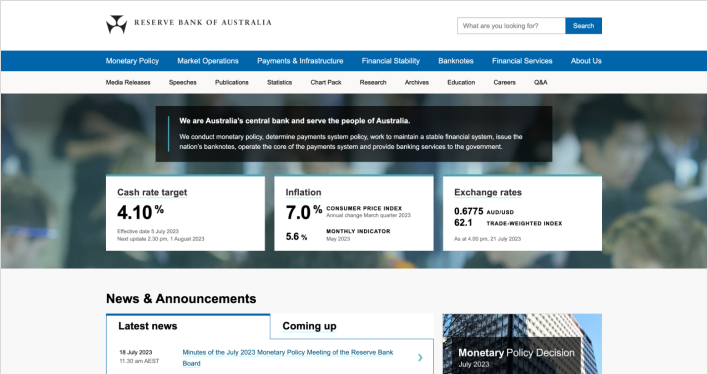 RESERVE BANK OF AUSTRALIA
What are you looking for?
Search
Monetary Policy Market Operations Payments & Infrastructure Financial Stability Banknotes Financial Services About Us
Media Releases Speeches Publications Statistics Chart Pack Research Archives Education Careers Q&A
We are Australia's central bank and serve the people of Australia.
We conduct monetary policy, determine payments system policy, work to maintain a stable financial system, issue the
nation's banknotes, operate the core of the payments system and provide banking services to the government.
Cash rate target
4.10 %
Effective date 5 July 2023
Next update 2.30 pm, 1 August 2023
Inflation
7.0 % CONSUMER PRICE INDEX
Annual change March quarter 2023
5.6 % MONTHLY INDICATOR
May 2023
Exchange rates
0.6775 AUD/USD
62.1 TRADE-WEIGHTED INDEX
As at 4.00 pm, 21 July 2023
News & Announcements
Latest news
Coming up
18 July 2023
11.30 am AEST
Minutes of the July 2023 Monetary Policy Meeting of the Reserve Bank
Board
Monetary Policy Decision
July 2023